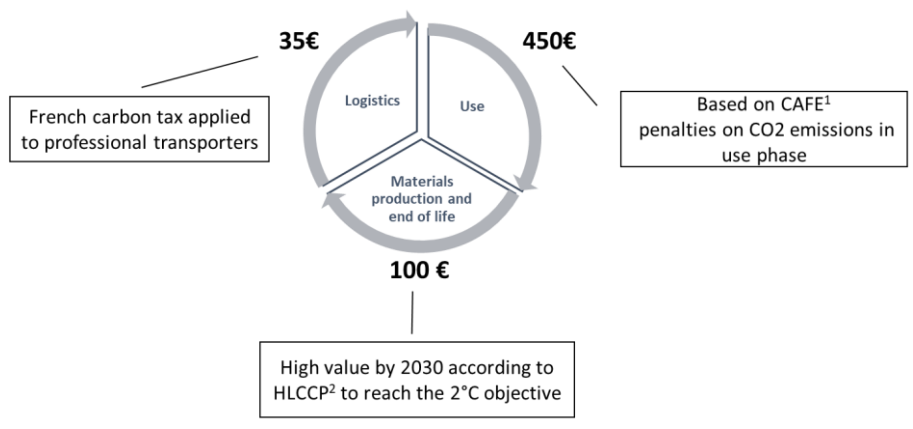 35€
450€
French carbon tax applied
to professional transporters
Logistics
Use
Based on CAFE¹
penalties on CO2 emissions in
use phase
Materials
production and
end of life
100 €
High value by 2030 according to
HLCCP² to reach the 2°C objective